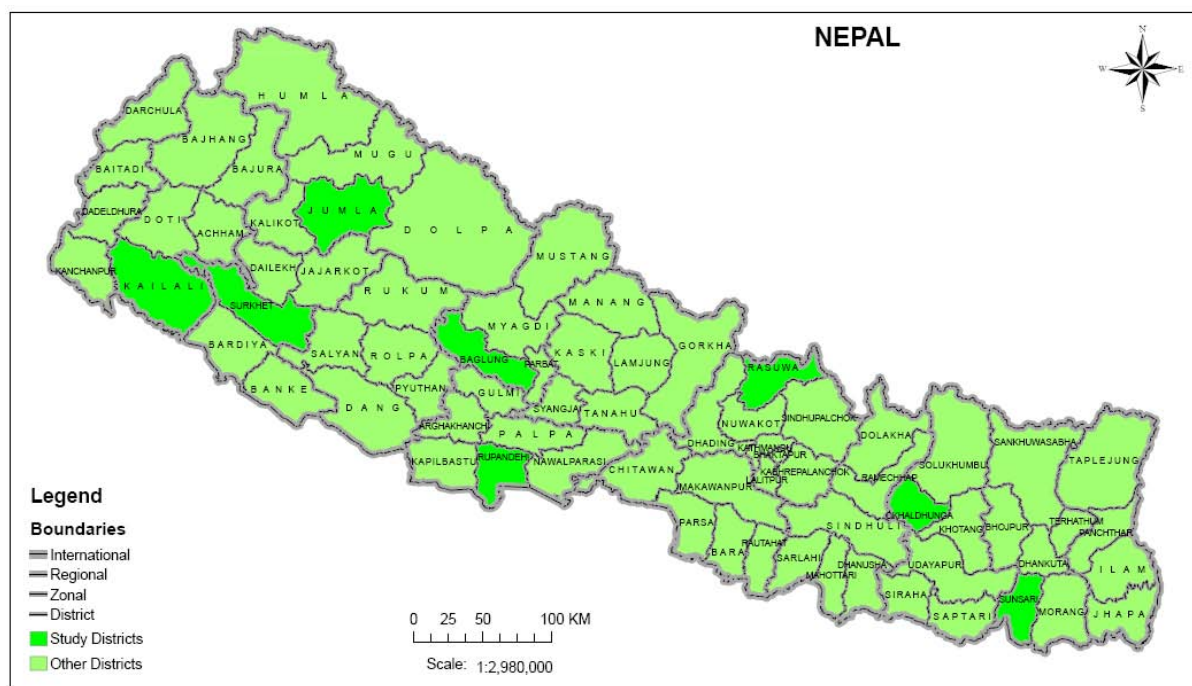 NEPAL
N
W E
S
HUMLA
DARCHULA
BAJHANG
MUGU
BAITADI
BAJURA
JUMLA
DADELDHURA
DOTI
ACHHAM
KALIKOT
DOLPA
MUSTANG
KANCHANPUR
KAILALI
DAILEKH
JAJARKOT
RUKUM
MANANG
SURKHET
MYAGDI
GORKHA
BARDIYA
SALYAN
ROLPA
BAGLUNG
PARBAT
KASKI
LAMJUNG
RASUWA
BANKE
PYUTHAN
GULMI
DANG
SYANGJA
TANAHU
NUWAKOT
SINDHUPALCHOK
ARGHAKHANCHI
PALPA
DHADING
DOLAKHA
SANKHUWASABHA
KATHMANDU
BHAKTAPUR
KAPILBASTU
RUPANDEHI
NAWALPARASI
CHITAWAN
KABHREPALANCHOK
LALITPUR
RAMECHHAP
SOLUKHUMBU
TAPLEJUNG
MAKAWANPUR
OKHALDHUNGA
PARSA
SINDHULI
KHOTANG
BHOJPUR
TERHATHUM
PANCHTHAR
BARA
RAUTAHAT
SARLAHI
DHANUSHA
MAHOTTARI
UDAYAPUR
DHANKUTA
ILAM
SIRAHA
SAPTARI
SUNSARI
MORANG
JHAPA
Legend
Boundaries
International
Regional
Zonal
District
Study Districts
Other Districts
0 25 50 100 KM
Scale: 1:2,980,000